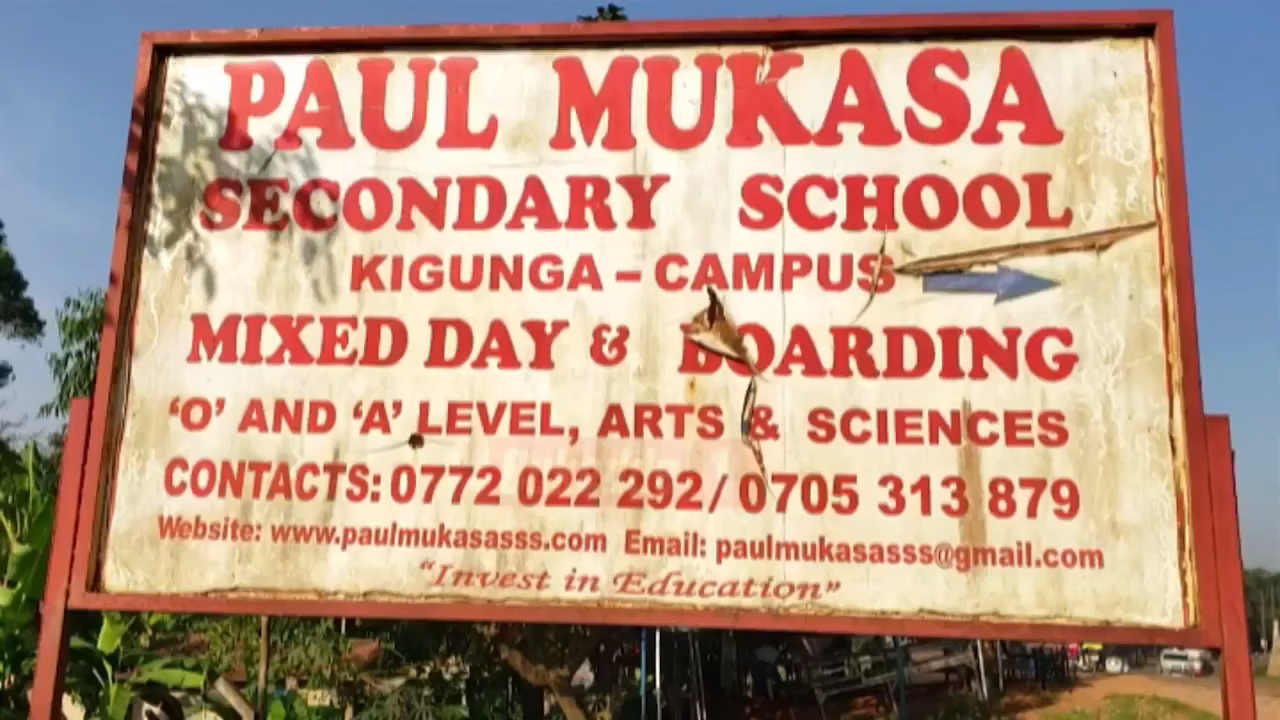 PAUL MUKASA
SECONDARY SCHOOL
KIGUNGA – CAMPUS
MIXED DAY & BOARDING
‘O’ AND ‘A’ LEVEL, ARTS & SCIENCES
CONTACTS: 0772 022 292 / 0705 313 879
Website: www.paulmukasasss.com Email: paulmukasasss@gmail.com
“Invest in Education”